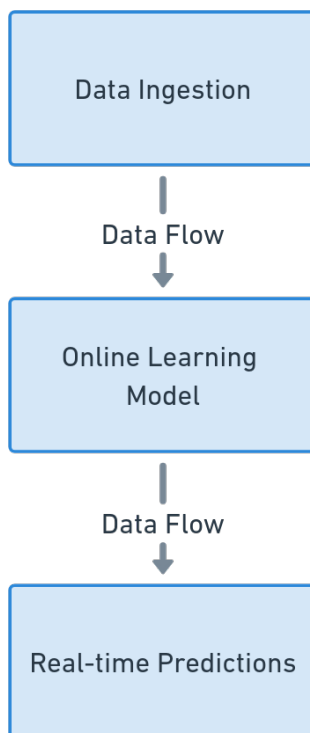 Data Ingestion
Data Flow
Online Learning
Model
Data Flow
Real-time Predictions